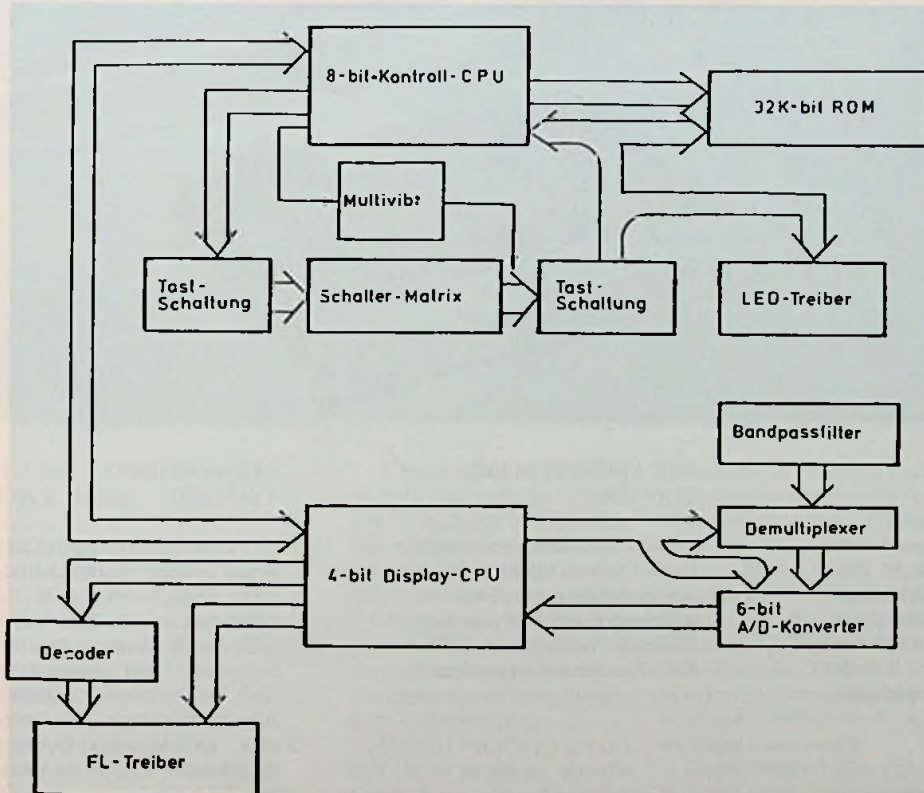 8-bit-Kontroll-CPU
32K-bit ROM
Multivibr
Tast-
Schaltung
Schalter-Matrix
Tast-
Schaltung
LED-Treiber
Bandpassfilter
Demultiplexer
4-bit Display-CPU
6-bit
A/D-Konverter
Decoder
FL-Treiber